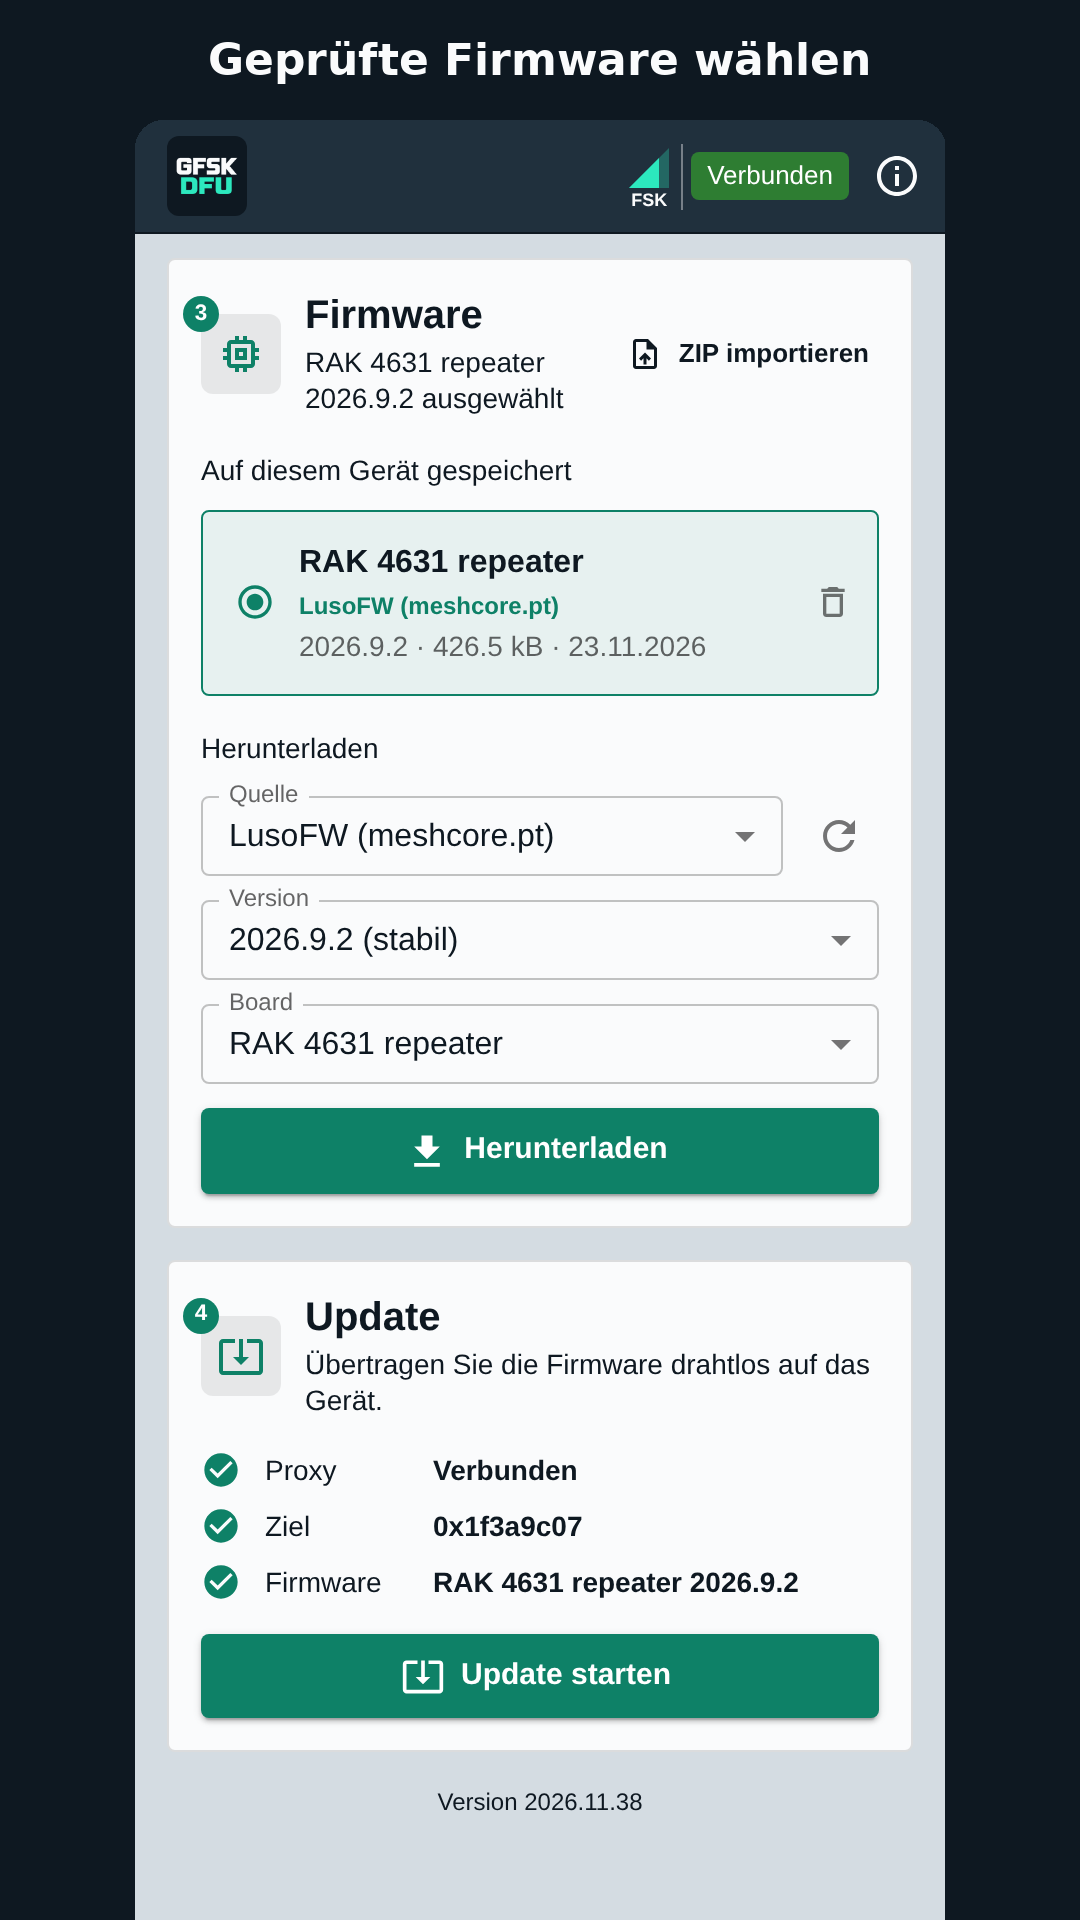 Geprüfte Firmware wählen
GFSK
DFU
FSK
Verbunden
3
Firmware
RAK 4631 repeater
2026.9.2 ausgewählt
ZIP importieren
Auf diesem Gerät gespeichert
RAK 4631 repeater
LusoFW (meshcore.pt)
2026.9.2 · 426.5 kB · 23.11.2026
Herunterladen
Quelle
LusoFW (meshcore.pt)
Version
2026.9.2 (stabil)
Board
RAK 4631 repeater
Herunterladen
4
Update
Übertragen Sie die Firmware drahtlos auf das
Gerät.
Proxy Verbunden
Ziel 0x1f3a9c07
Firmware RAK 4631 repeater 2026.9.2
Update starten
Version 2026.11.38